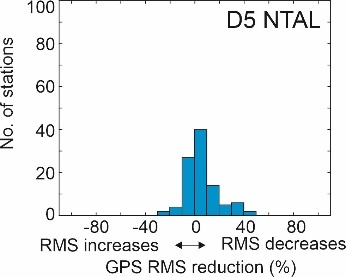 D5 NTAL
No. of stations
100
80
60
40
20
0
-80 -40 0 40 80
RMS increases RMS decreases
GPS RMS reduction (%)